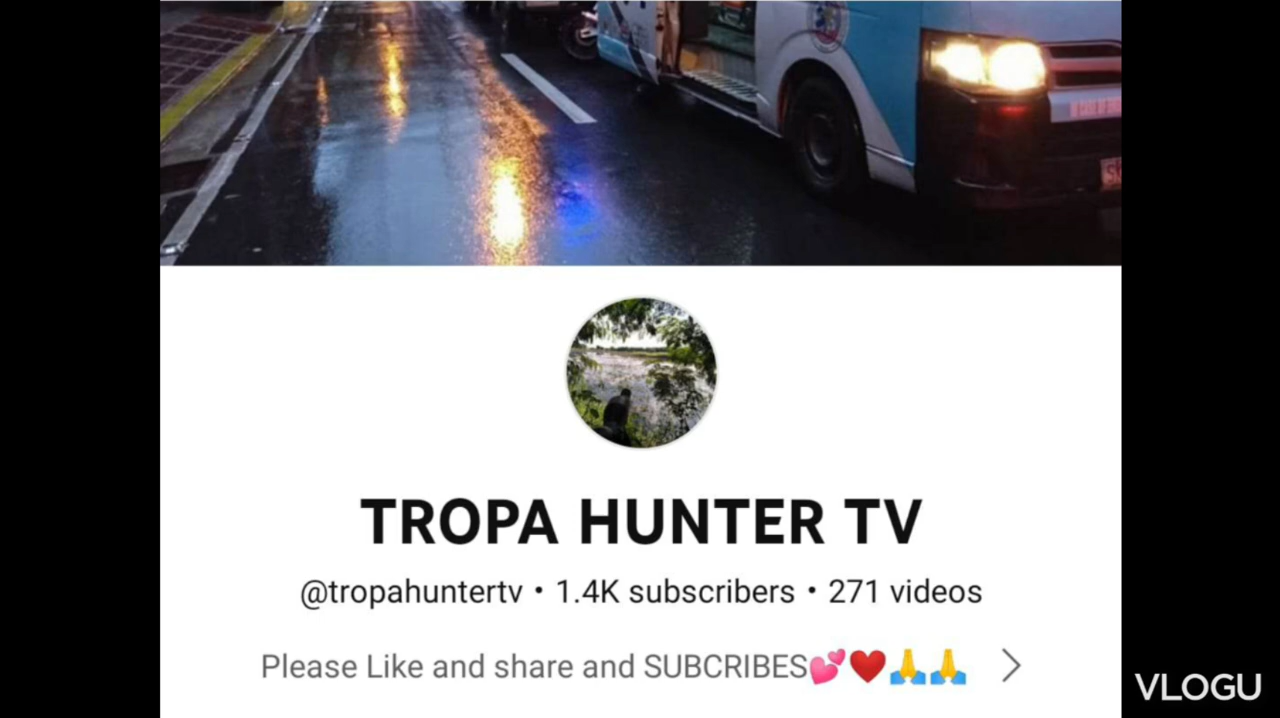 TROPA HUNTER TV
@tropahuntertv • 1.4K subscribers • 271 videos
Please Like and share and SUBCRIBES💕❤️🙏🙏
VLOGU